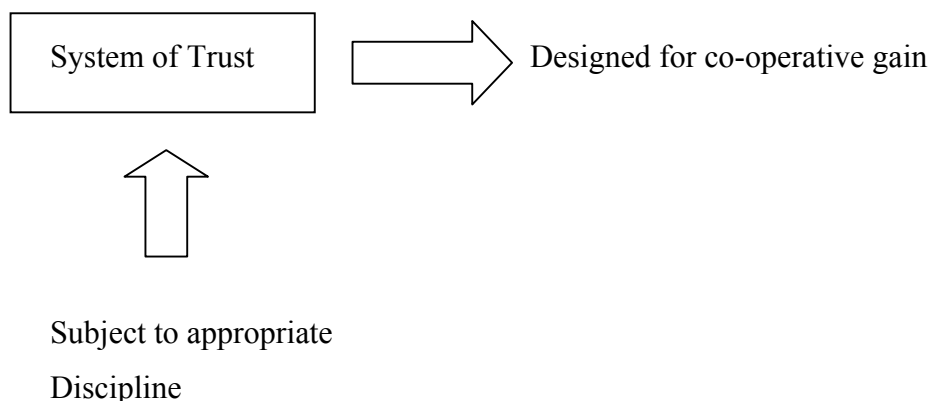 System of Trust
Designed for co-operative gain
Subject to appropriate
Discipline